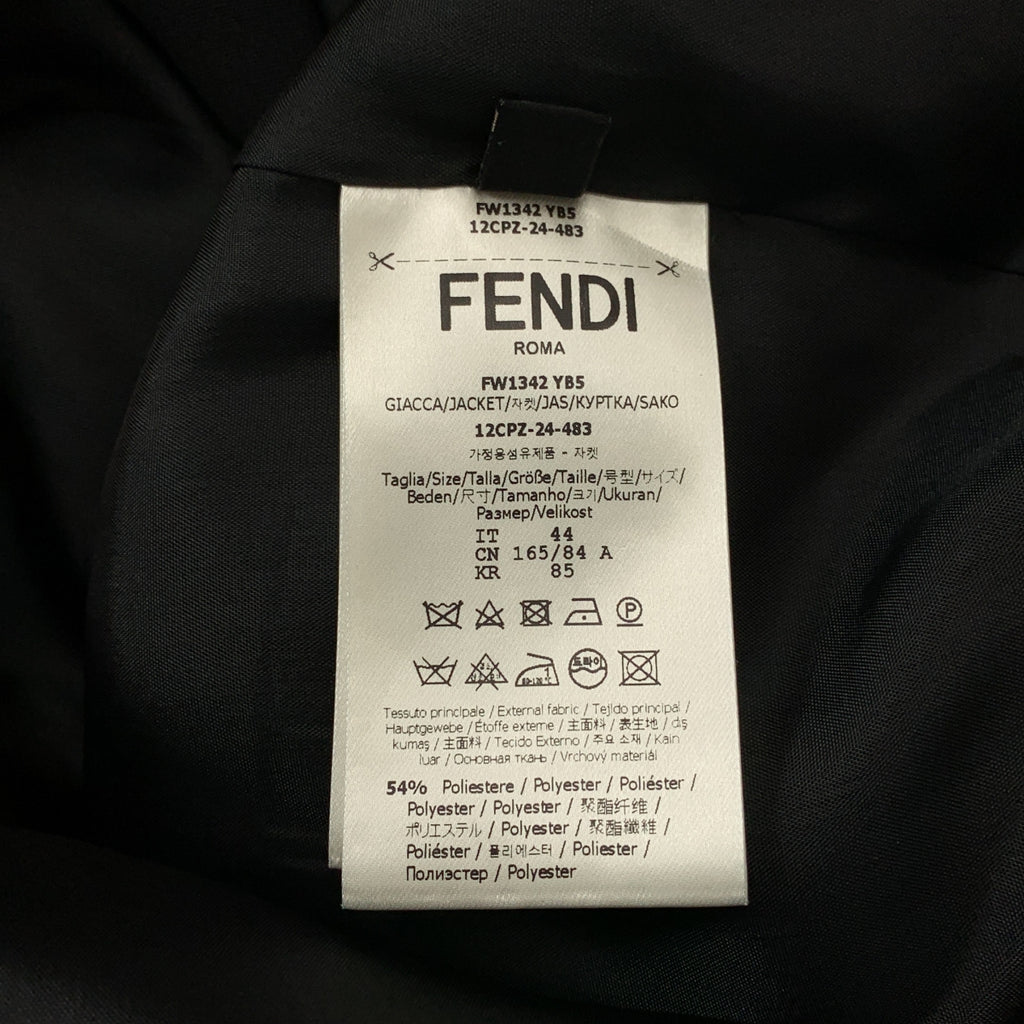 FW1342 YB5
12CPZ-24-483
FENDI
ROMA
FW1342 YB5
GIACCA/JACKET/자켓/JAS/КУРТКА/SAKO
12CPZ-24-483
가정용섬유제품 - 자켓
Taglia/Size/Talla/Größe/Taille/号型/サイズ/
Beden/尺寸/Tamanho/크기/Ukuran/
Размер/Velikost
IT 44
CN 165/84 A
KR 85
P
80-120℃ 1 드라이
Tessuto principale / External fabric / Tejido principal /
Hauptgewebe / Étoffe externe / 主面料 / 表生地 / dış
kumaş / 主面料 / Tecido Externo / 주요 소재 / Kain
luar / Основная ткань / Vrchový materiál
54% Poliestere / Polyester / Poliéster /
Polyester / Polyester / 聚酯纤维 /
ポリエステル / Polyester / 聚酯纖維 /
Poliéster / 폴리에스터 / Poliester /
Полиэстер / Polyester